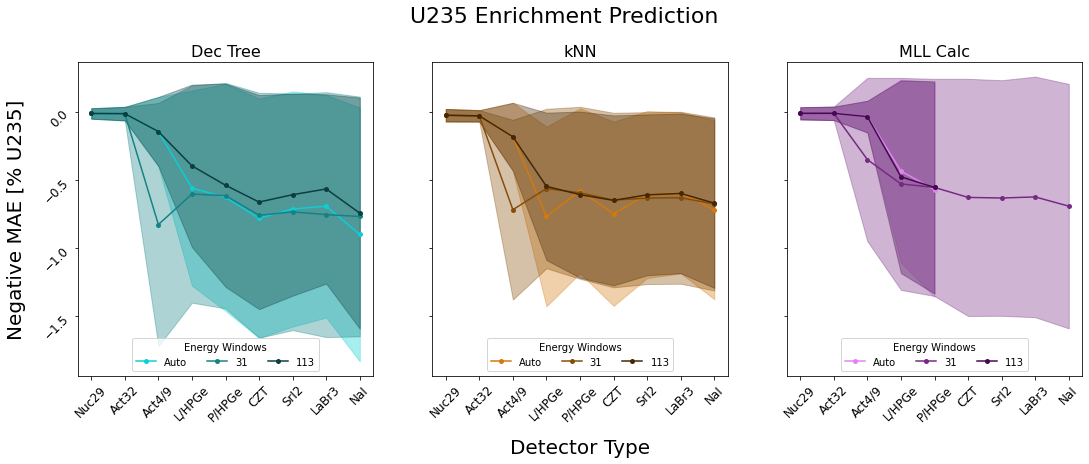 U235 Enrichment Prediction
Dec Tree
kNN
MLL Calc
Negative MAE [% U235]
0.0
−0.5
−1.0
−1.5
Energy Windows
Auto 31 113
Energy Windows
Auto 31 113
Energy Windows
Auto 31 113
Nuc29 Act32 Act4/9 L/HPGe P/HPGe CZT SrI2 LaBr3 NaI
Nuc29 Act32 Act4/9 L/HPGe P/HPGe CZT SrI2 LaBr3 NaI
Nuc29 Act32 Act4/9 L/HPGe P/HPGe CZT SrI2 LaBr3 NaI
Detector Type